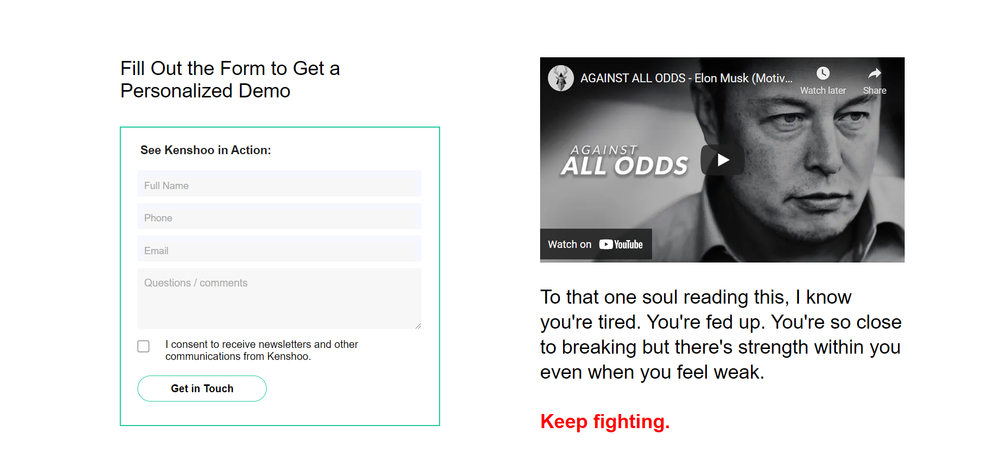 Fill Out the Form to Get a
Personalized Demo
See Kenshoo in Action:
Full Name
Phone
Email
Questions / comments
I consent to receive newsletters and other
communications from Kenshoo.
Get in Touch
AGAINST ALL ODDS - Elon Musk (Motiv...
Watch later
Share
AGAINST
ALL ODDS
Watch on YouTube
To that one soul reading this, I know
you're tired. You're fed up. You're so close
to breaking but there's strength within you
even when you feel weak.
Keep fighting.